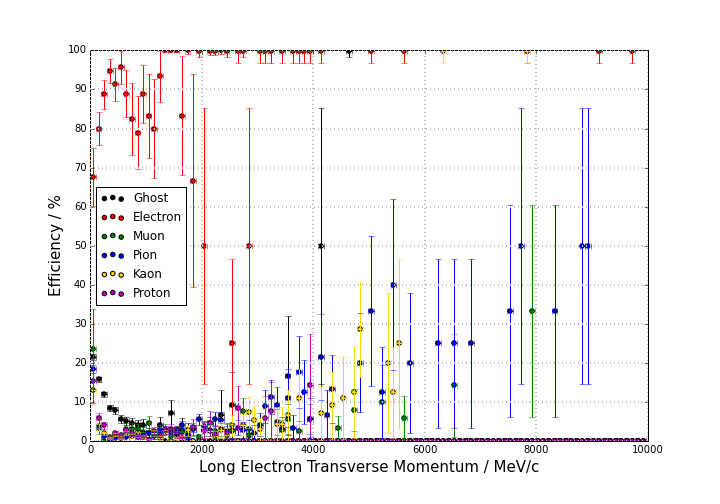 100
90
80
70
60
50
40
30
20
10
0
Efficiency / %
Ghost
Electron
Muon
Pion
Kaon
Proton
0 2000 4000 6000 8000 10000
Long Electron Transverse Momentum / MeV/c